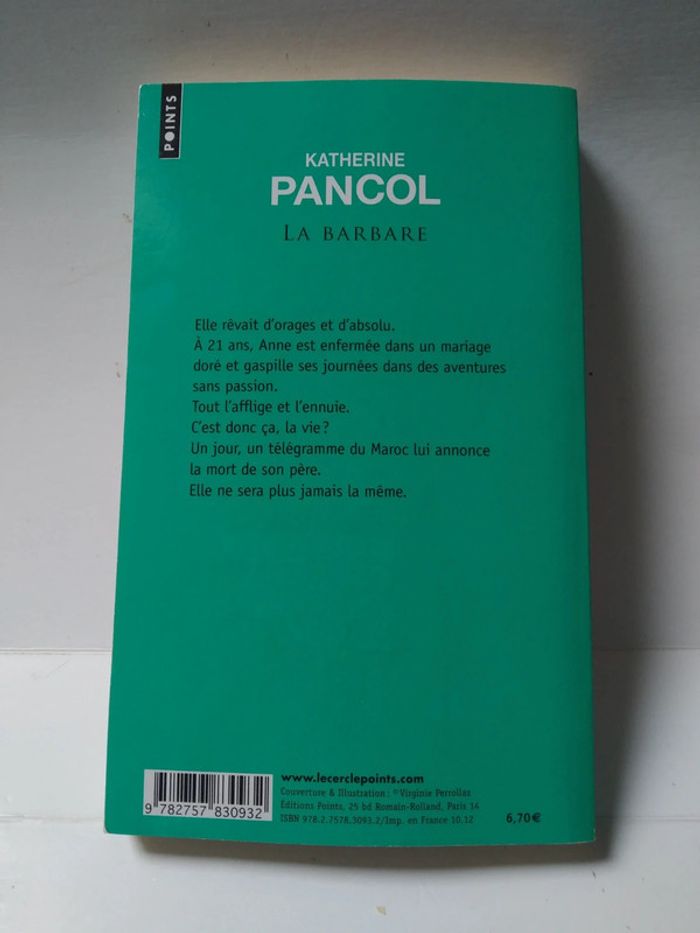 POINTS
KATHERINE
PANCOL
LA BARBARE
Elle rêvait d'orages et d'absolu.
À 21 ans, Anne est enfermée dans un mariage
doré et gaspille ses journées dans des aventures
sans passion.
Tout l'afflige et l'ennuie.
C'est donc ça, la vie?
Un jour, un télégramme du Maroc lui annonce
la mort de son père.
Elle ne sera plus jamais la même.
www.lecerclepoints.com
Couverture & Illustration : © Virginie Perrollaz
Éditions Points, 25 bd Romain-Rolland, Paris 14
ISBN 978.2.7578.3093.2/Imp. en France 10.12
6,70€
9 782757 830932